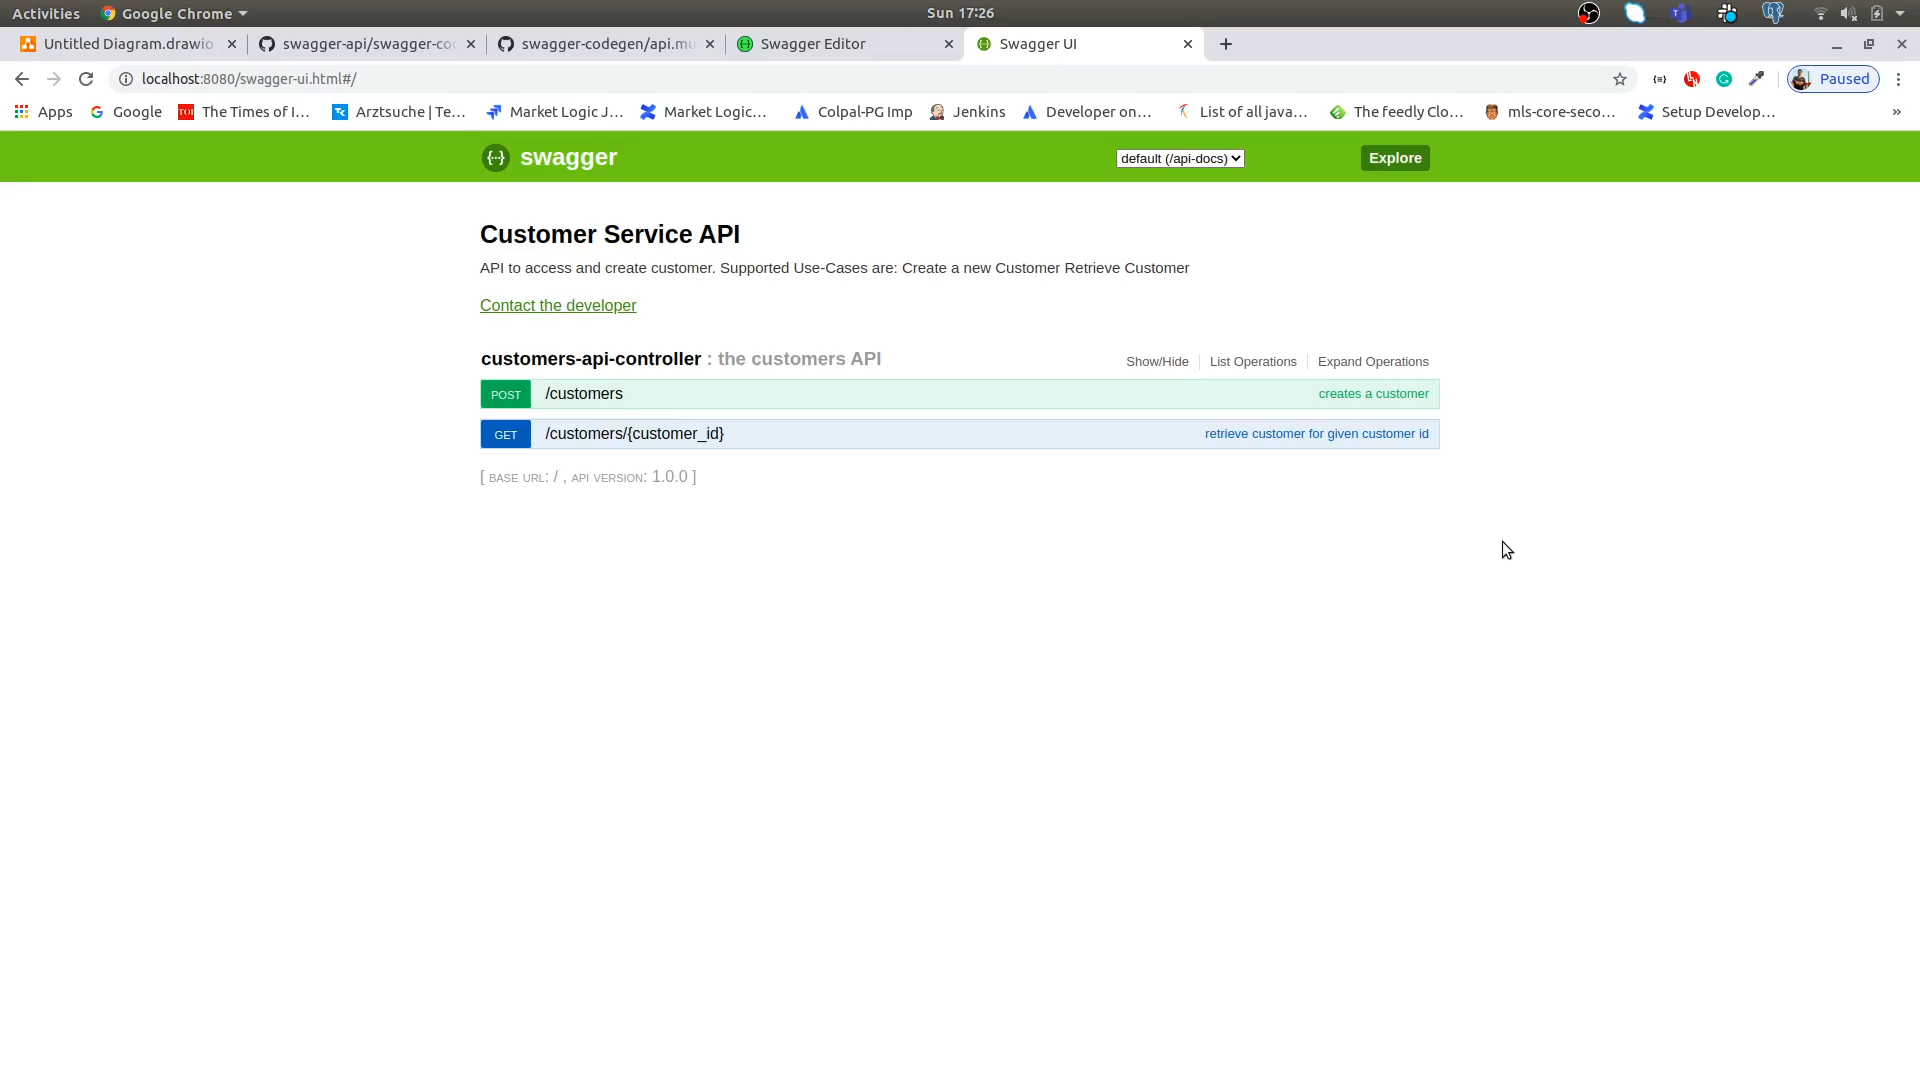 Activities Google Chrome Sun 17:26
Untitled Diagram.drawio swagger-api/swagger-co swagger-codegen/api.mu Swagger Editor Swagger UI
localhost:8080/swagger-ui.html#/ Paused
Apps Google The Times of I... Arztsuche | Te... Market Logic J... Market Logic... Colpal-PG Imp Jenkins Developer on... List of all java... The feedly Clo... mls-core-seco... Setup Develop... »
{··} swagger default (/api-docs) Explore
Customer Service API
API to access and create customer. Supported Use-Cases are: Create a new Customer Retrieve Customer
Contact the developer
customers-api-controller : the customers API Show/Hide List Operations Expand Operations
POST /customers creates a customer
GET /customers/{customer_id} retrieve customer for given customer id
[ BASE URL: / , API VERSION: 1.0.0 ]